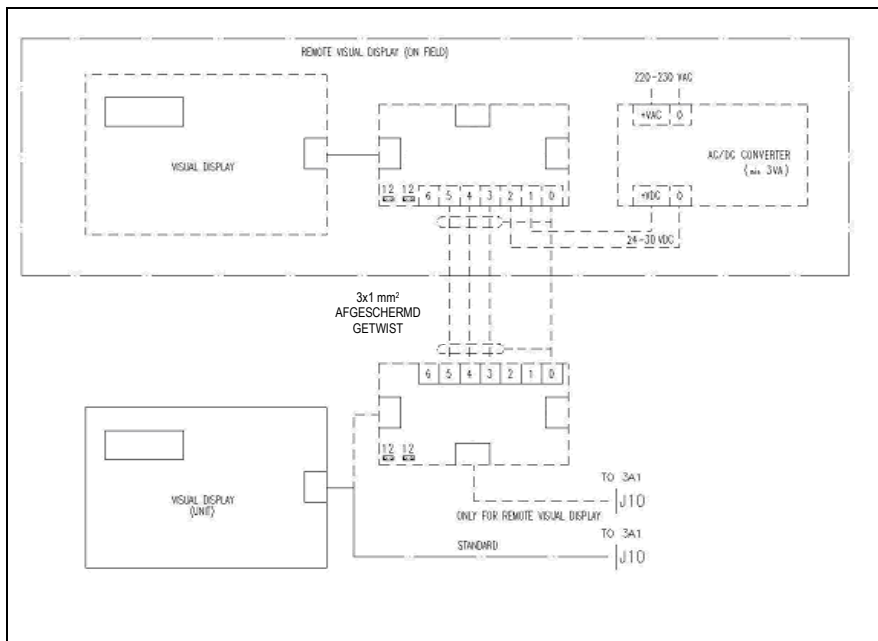 REMOTE VISUAL DISPLAY (ON FIELD)
220-230 VAC
+VAC 0
VISUAL DISPLAY
AC/DC CONVERTER
(min 3VA)
12 12 6 5 4 3 2 1 0
+VDC 0
24-30 VDC
3x1 mm²
AFGESCHERMD
GETWIST
6 5 4 3 2 1 0
12 12
VISUAL DISPLAY
(UNIT)
TO 3A1
J10
ONLY FOR REMOTE VISUAL DISPLAY
TO 3A1
STANDARD
J10